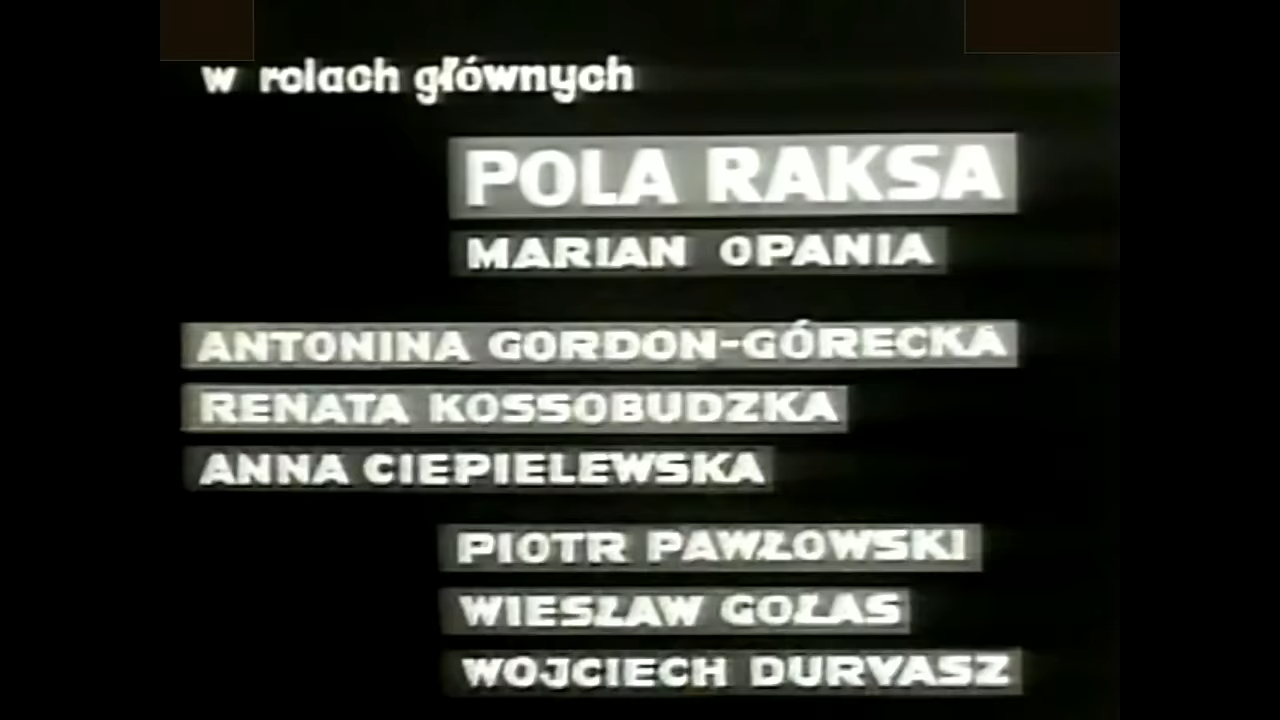 w rolach głównych
POLA RAKSA
MARIAN OPANIA
ANTONINA GORDON-GÓRECKA
RENATA KOSSOBUDZKA
ANNA CIEPIELEWSKA
PIOTR PAWŁOWSKI
WIESŁAW GOŁAS
WOJCIECH DURYASZ